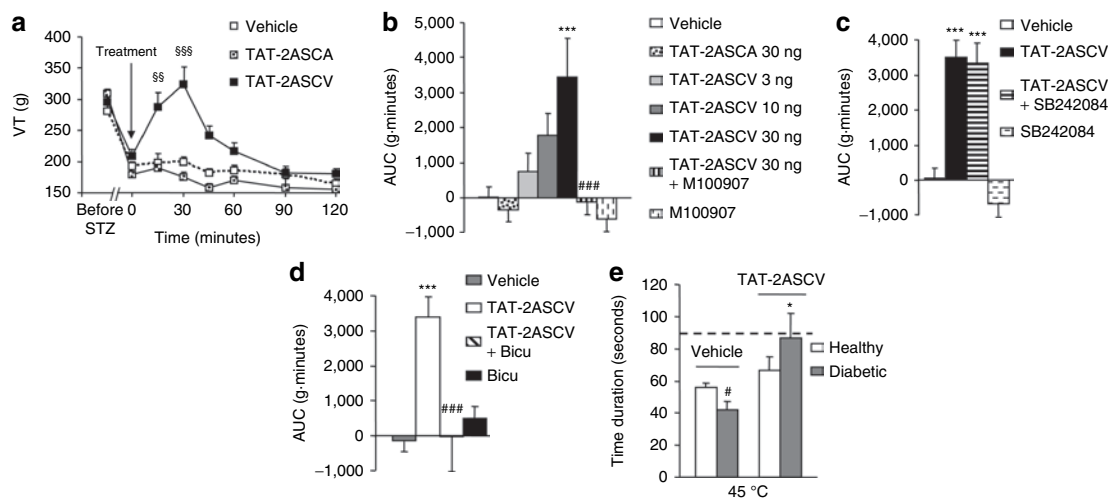 a
400
350
300
250
200
150
VT (g)
Treatment
§§
§§§
Vehicle
TAT-2ASCA
TAT-2ASCV
Before
STZ
0
30
60
90
120
Time (minutes)
b
5,000
4,000
3,000
2,000
1,000
0
−1,000
AUC (g·minutes)
***
###
Vehicle
TAT-2ASCA 30 ng
TAT-2ASCV 3 ng
TAT-2ASCV 10 ng
TAT-2ASCV 30 ng
TAT-2ASCV 30 ng
+ M100907
M100907
c
4,000
3,000
2,000
1,000
0
−1,000
AUC (g·minutes)
*** ***
Vehicle
TAT-2ASCV
TAT-2ASCV
+ SB242084
SB242084
d
4,000
3,000
2,000
1,000
0
−1,000
AUC (g·minutes)
***
###
Vehicle
TAT-2ASCV
TAT-2ASCV
+ Bicu
Bicu
e
120
100
80
60
40
20
0
Time duration (seconds)
TAT-2ASCV
*
Vehicle
#
Healthy
Diabetic
45 °C